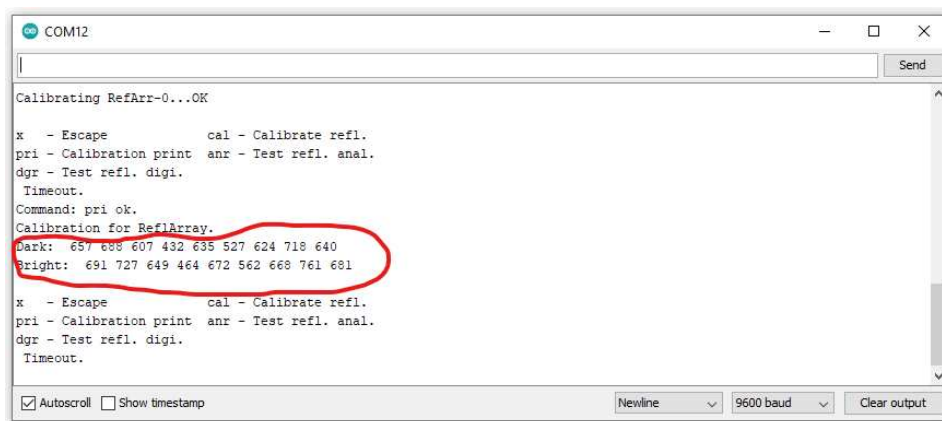 COM12
Send
Calibrating RefArr-0...OK
x   - Escape            cal - Calibrate refl.
pri - Calibration print  anr - Test refl. anal.
dgr - Test refl. digi.
Timeout.
Command: pri ok.
Calibration for ReflArray.
Dark:  657 688 607 432 635 527 624 718 640
Bright:  691 727 649 464 672 562 668 761 681
x   - Escape            cal - Calibrate refl.
pri - Calibration print  anr - Test refl. anal.
dgr - Test refl. digi.
Timeout.
Autoscroll Show timestamp Newline 9600 baud Clear output